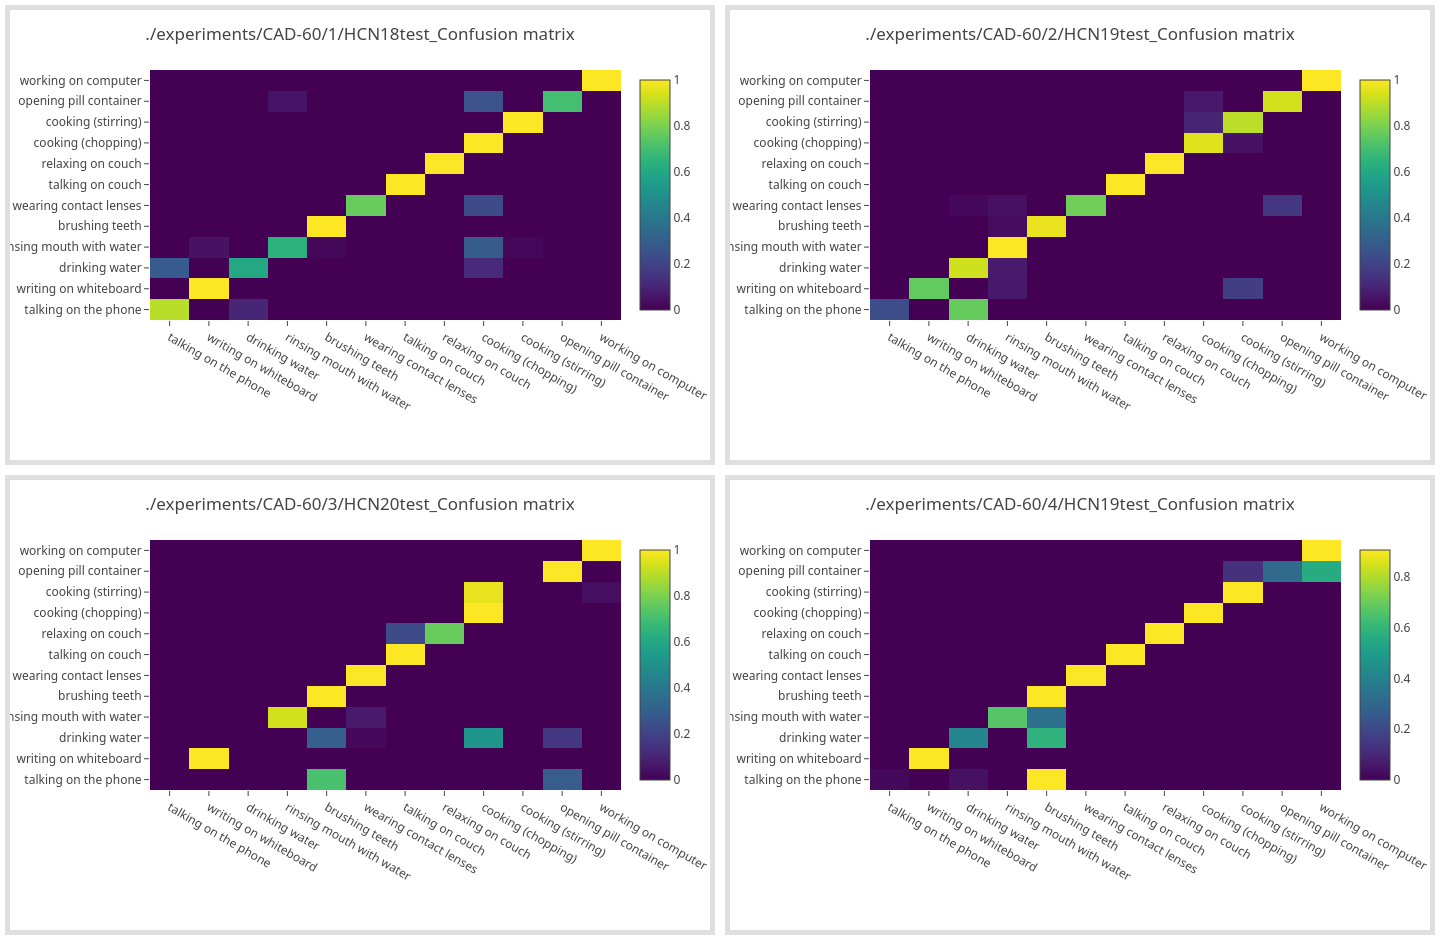 ./experiments/CAD-60/1/HCN18test_Confusion matrix
working on computer
opening pill container
cooking (stirring)
cooking (chopping)
relaxing on couch
talking on couch
wearing contact lenses
brushing teeth
nsing mouth with water
drinking water
writing on whiteboard
talking on the phone
talking on the phone
writing on whiteboard
drinking water
rinsing mouth with water
brushing teeth
wearing contact lenses
talking on couch
relaxing on couch
cooking (chopping)
cooking (stirring)
opening pill container
working on computer
1
0.8
0.6
0.4
0.2
0
./experiments/CAD-60/2/HCN19test_Confusion matrix
working on computer
opening pill container
cooking (stirring)
cooking (chopping)
relaxing on couch
talking on couch
wearing contact lenses
brushing teeth
nsing mouth with water
drinking water
writing on whiteboard
talking on the phone
talking on the phone
writing on whiteboard
drinking water
rinsing mouth with water
brushing teeth
wearing contact lenses
talking on couch
relaxing on couch
cooking (chopping)
cooking (stirring)
opening pill container
working on computer
1
0.8
0.6
0.4
0.2
0
./experiments/CAD-60/3/HCN20test_Confusion matrix
working on computer
opening pill container
cooking (stirring)
cooking (chopping)
relaxing on couch
talking on couch
wearing contact lenses
brushing teeth
nsing mouth with water
drinking water
writing on whiteboard
talking on the phone
talking on the phone
writing on whiteboard
drinking water
rinsing mouth with water
brushing teeth
wearing contact lenses
talking on couch
relaxing on couch
cooking (chopping)
cooking (stirring)
opening pill container
working on computer
1
0.8
0.6
0.4
0.2
0
./experiments/CAD-60/4/HCN19test_Confusion matrix
working on computer
opening pill container
cooking (stirring)
cooking (chopping)
relaxing on couch
talking on couch
wearing contact lenses
brushing teeth
nsing mouth with water
drinking water
writing on whiteboard
talking on the phone
talking on the phone
writing on whiteboard
drinking water
rinsing mouth with water
brushing teeth
wearing contact lenses
talking on couch
relaxing on couch
cooking (chopping)
cooking (stirring)
opening pill container
working on computer
0.8
0.6
0.4
0.2
0